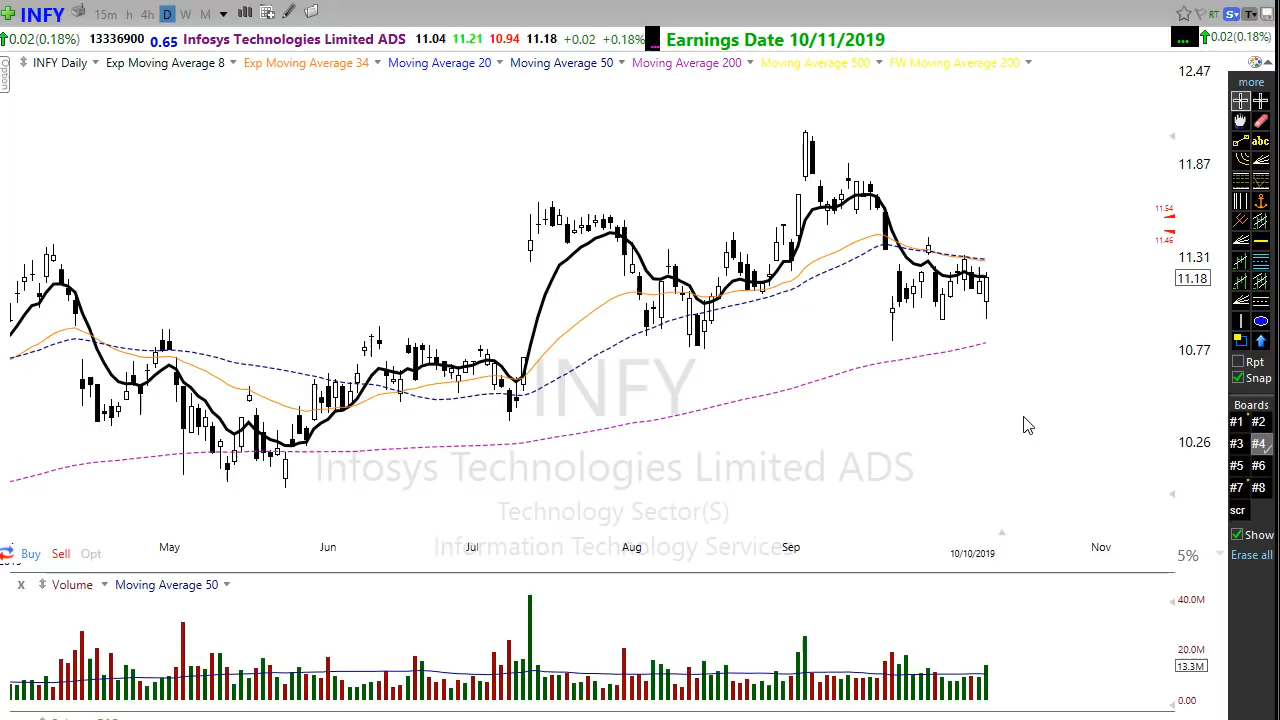 INFY 15m h 4h D W M RT S T
0.02(0.18%) 13336900 0.65 Infosys Technologies Limited ADS 11.04 11.21 10.94 11.18 +0.02 +0.18% ... Earnings Date 10/11/2019 ... 0.02(0.18%)
Option
INFY Daily Exp Moving Average 8 Exp Moving Average 34 Moving Average 20 Moving Average 50 Moving Average 200 Moving Average 500 FW Moving Average 200
12.47
more
abc
11.87
11.54
11.46
11.31
11.18
10.77
Rpt
Snap
INFY
Boards
#1 #2
10.26
#3 #4
Infosys Technologies Limited ADS
#5 #6
#7 #8
Technology Sector(S)
scr
Information Technology Services
Show
May Jun Jul Aug Sep 10/10/2019 Nov
Buy Sell Opt
5%
Erase all
X Volume Moving Average 50
40.0M
20.0M
13.3M
0.00